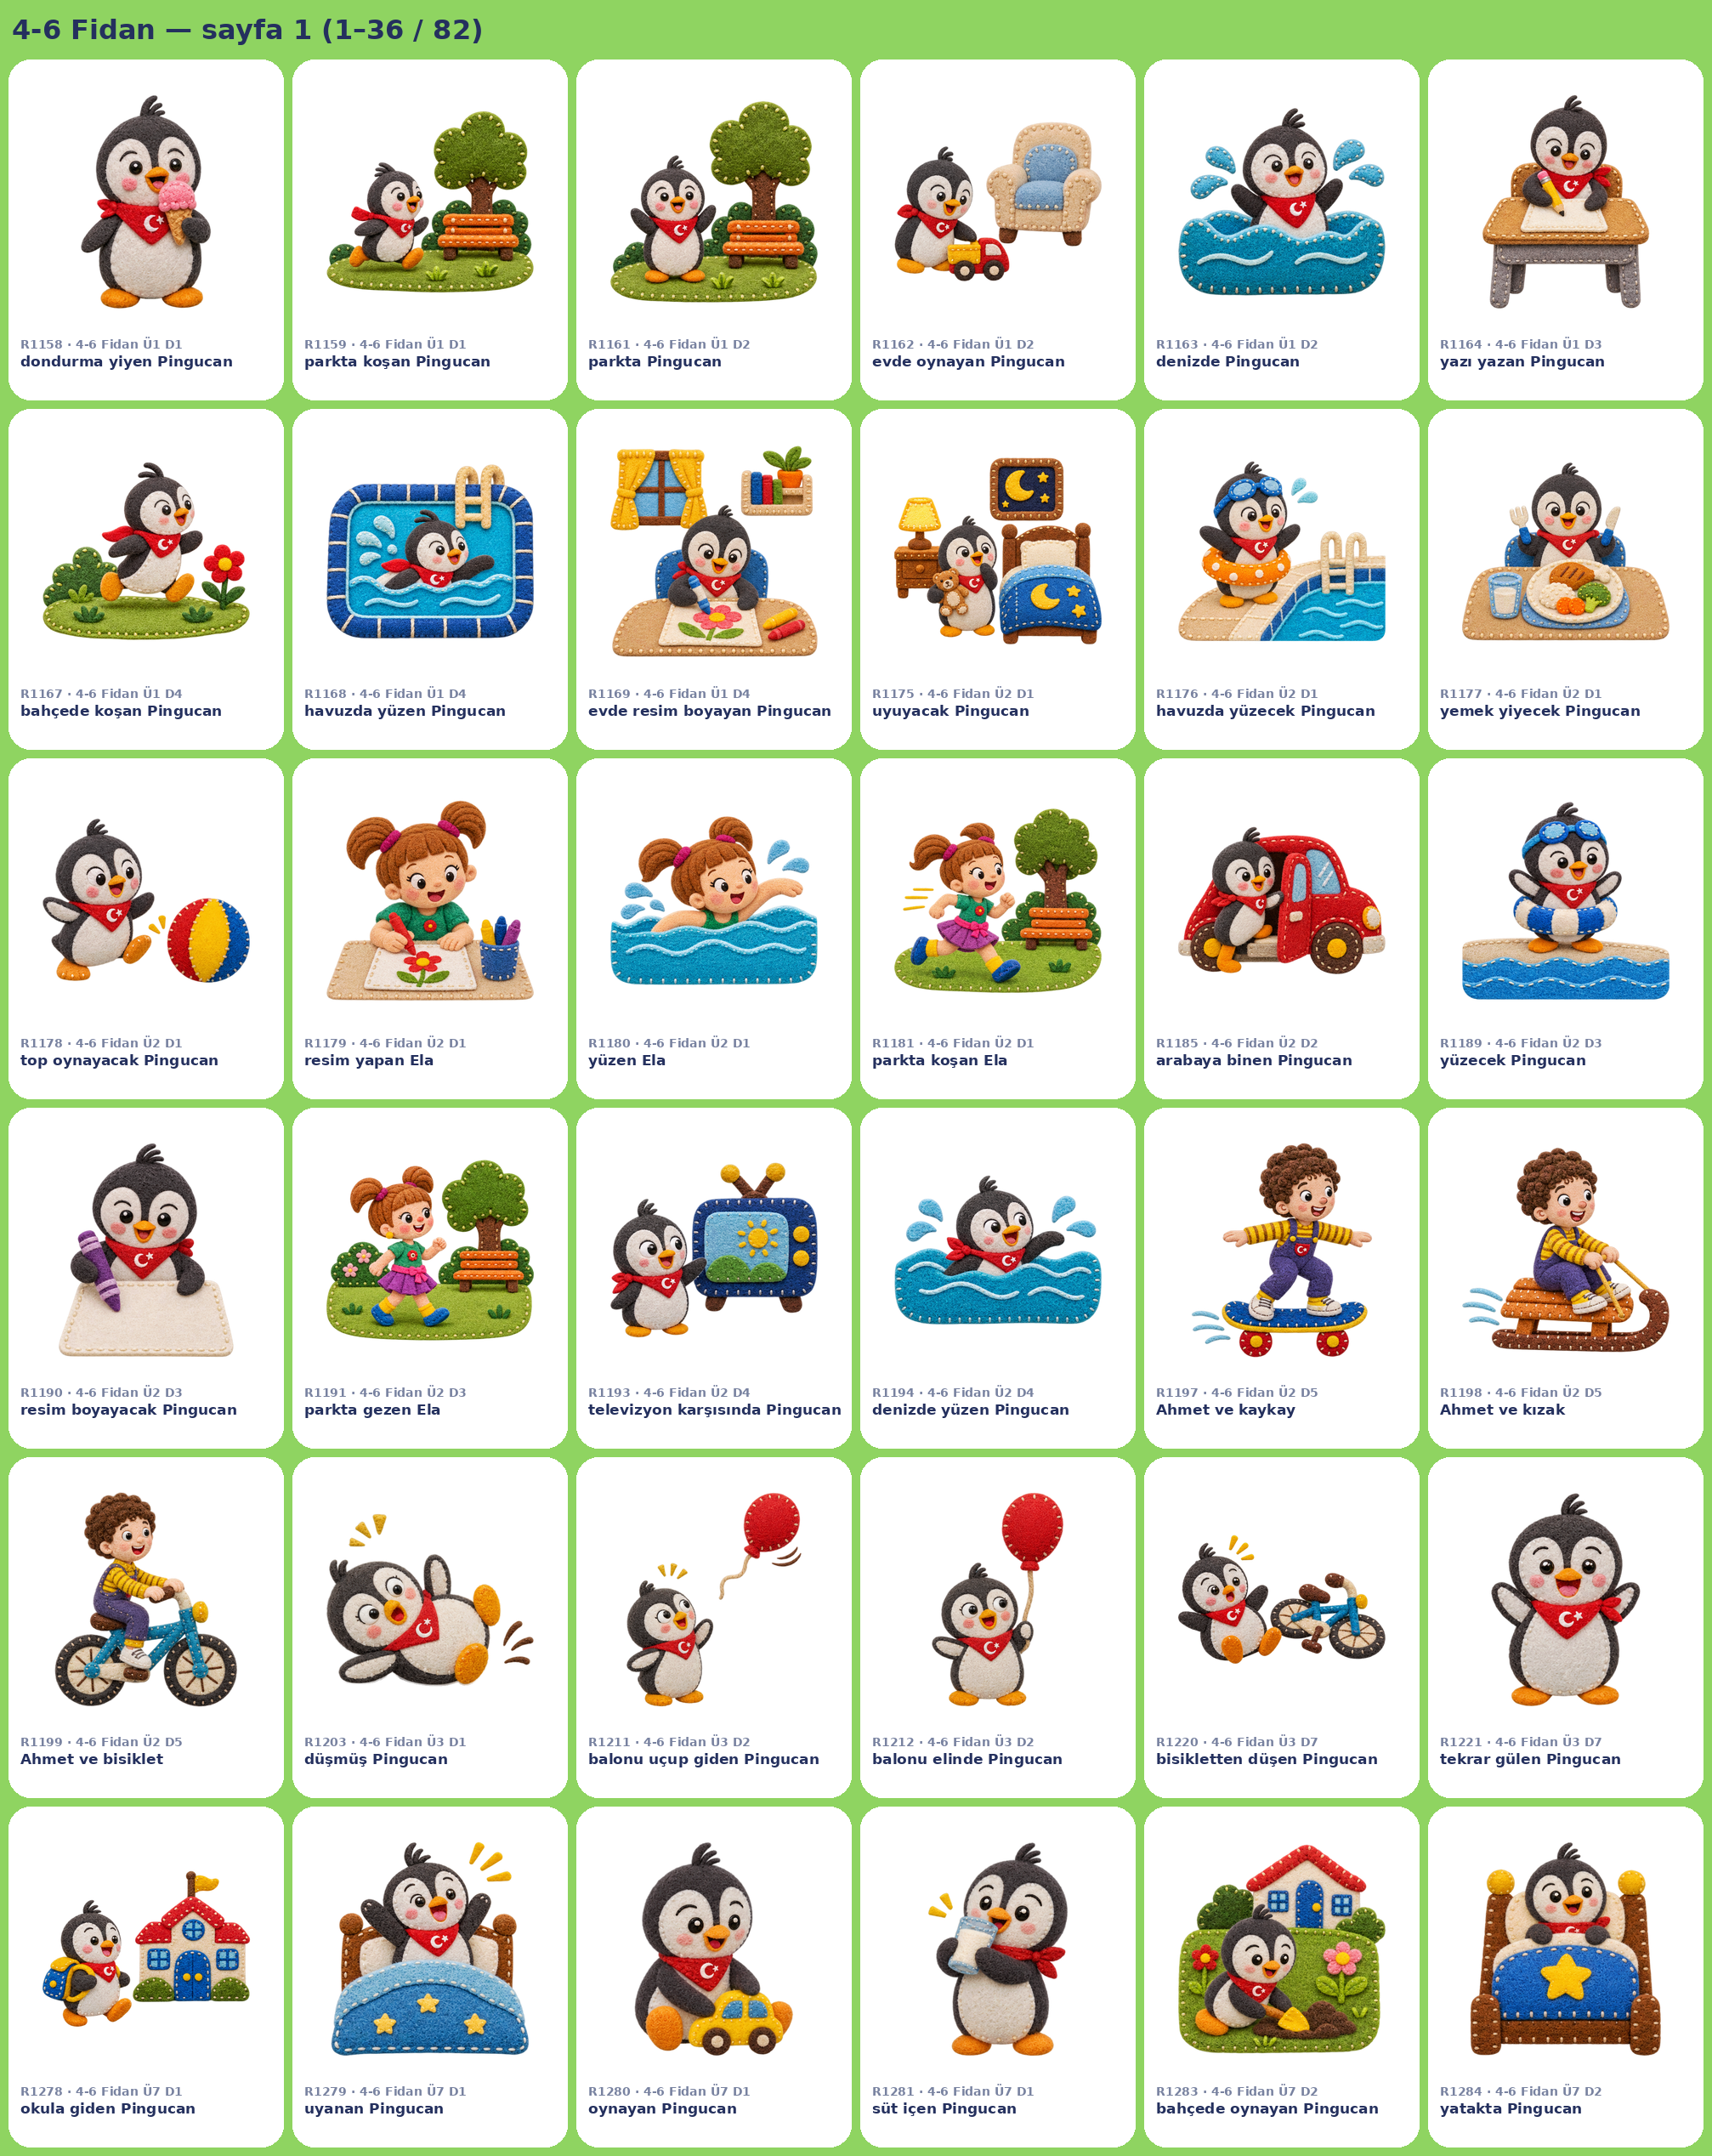 4-6 Fidan — sayfa 1 (1–36 / 82)
R1158 · 4-6 Fidan Ü1 D1
dondurma yiyen Pingucan
R1159 · 4-6 Fidan Ü1 D1
parkta koşan Pingucan
R1161 · 4-6 Fidan Ü1 D2
parkta Pingucan
R1162 · 4-6 Fidan Ü1 D2
evde oynayan Pingucan
R1163 · 4-6 Fidan Ü1 D2
denizde Pingucan
R1164 · 4-6 Fidan Ü1 D3
yazı yazan Pingucan
R1167 · 4-6 Fidan Ü1 D4
bahçede koşan Pingucan
R1168 · 4-6 Fidan Ü1 D4
havuzda yüzen Pingucan
R1169 · 4-6 Fidan Ü1 D4
evde resim boyayan Pingucan
R1175 · 4-6 Fidan Ü2 D1
uyuyacak Pingucan
R1176 · 4-6 Fidan Ü2 D1
havuzda yüzecek Pingucan
R1177 · 4-6 Fidan Ü2 D1
yemek yiyecek Pingucan
R1178 · 4-6 Fidan Ü2 D1
top oynayacak Pingucan
R1179 · 4-6 Fidan Ü2 D1
resim yapan Ela
R1180 · 4-6 Fidan Ü2 D1
yüzen Ela
R1181 · 4-6 Fidan Ü2 D1
parkta koşan Ela
R1185 · 4-6 Fidan Ü2 D2
arabaya binen Pingucan
R1189 · 4-6 Fidan Ü2 D3
yüzecek Pingucan
R1190 · 4-6 Fidan Ü2 D3
resim boyayacak Pingucan
R1191 · 4-6 Fidan Ü2 D3
parkta gezen Ela
R1193 · 4-6 Fidan Ü2 D4
televizyon karşısında Pingucan
R1194 · 4-6 Fidan Ü2 D4
denizde yüzen Pingucan
R1197 · 4-6 Fidan Ü2 D5
Ahmet ve kaykay
R1198 · 4-6 Fidan Ü2 D5
Ahmet ve kızak
R1199 · 4-6 Fidan Ü2 D5
Ahmet ve bisiklet
R1203 · 4-6 Fidan Ü3 D1
düşmüş Pingucan
R1211 · 4-6 Fidan Ü3 D2
balonu uçup giden Pingucan
R1212 · 4-6 Fidan Ü3 D2
balonu elinde Pingucan
R1220 · 4-6 Fidan Ü3 D7
bisikletten düşen Pingucan
R1221 · 4-6 Fidan Ü3 D7
tekrar gülen Pingucan
R1278 · 4-6 Fidan Ü7 D1
okula giden Pingucan
R1279 · 4-6 Fidan Ü7 D1
uyanan Pingucan
R1280 · 4-6 Fidan Ü7 D1
oynayan Pingucan
R1281 · 4-6 Fidan Ü7 D1
süt içen Pingucan
R1283 · 4-6 Fidan Ü7 D2
bahçede oynayan Pingucan
R1284 · 4-6 Fidan Ü7 D2
yatakta Pingucan